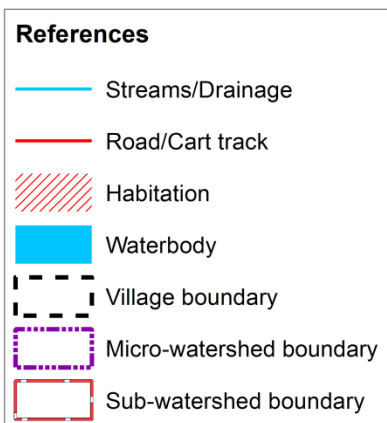 References
Streams/Drainage
Road/Cart track
Habitation
Waterbody
Village boundary
Micro-watershed boundary
Sub-watershed boundary